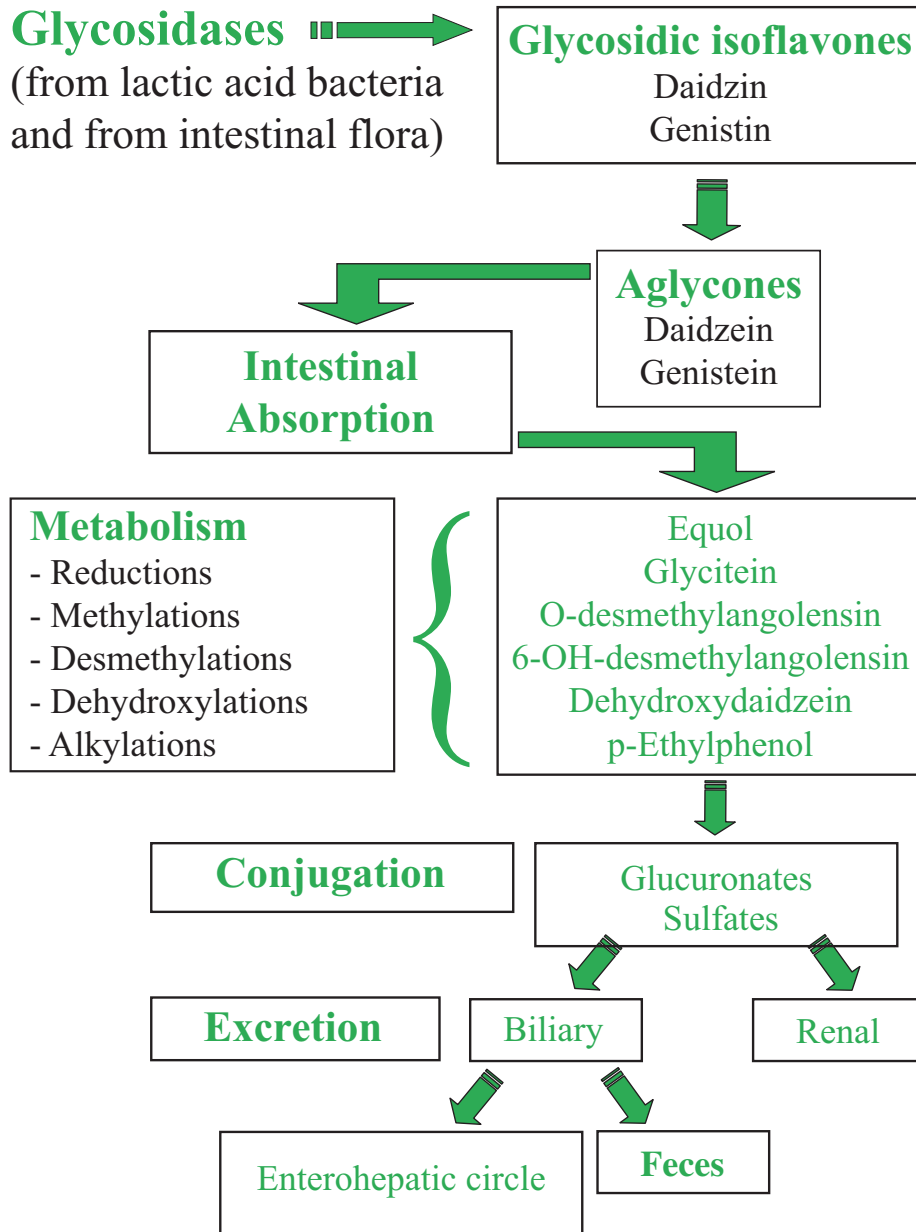 Glycosidases
(from lactic acid bacteria
and from intestinal flora)
Glycosidic isoflavones
Daidzin
Genistin
Aglycones
Daidzein
Genistein
Intestinal
Absorption
Metabolism
- Reductions
- Methylations
- Desmethylations
- Dehydroxylations
- Alkylations
Equol
Glycitein
O-desmethylangolensin
6-OH-desmethylangolensin
Dehydroxydaidzein
p-Ethylphenol
Conjugation
Glucuronates
Sulfates
Excretion
Biliary
Renal
Enterohepatic circle
Feces